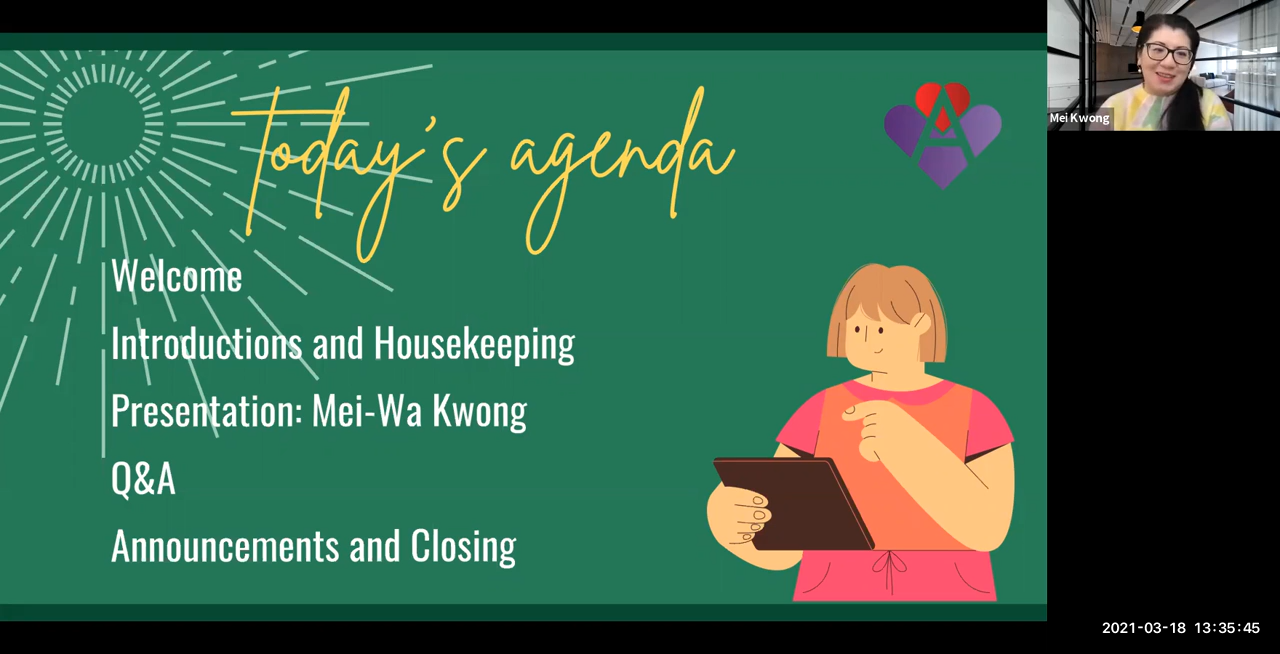 Today's agenda
Mei Kwong
Welcome
Introductions and Housekeeping
Presentation: Mei-Wa Kwong
Q&A
Announcements and Closing
2021-03-18 13:35:45